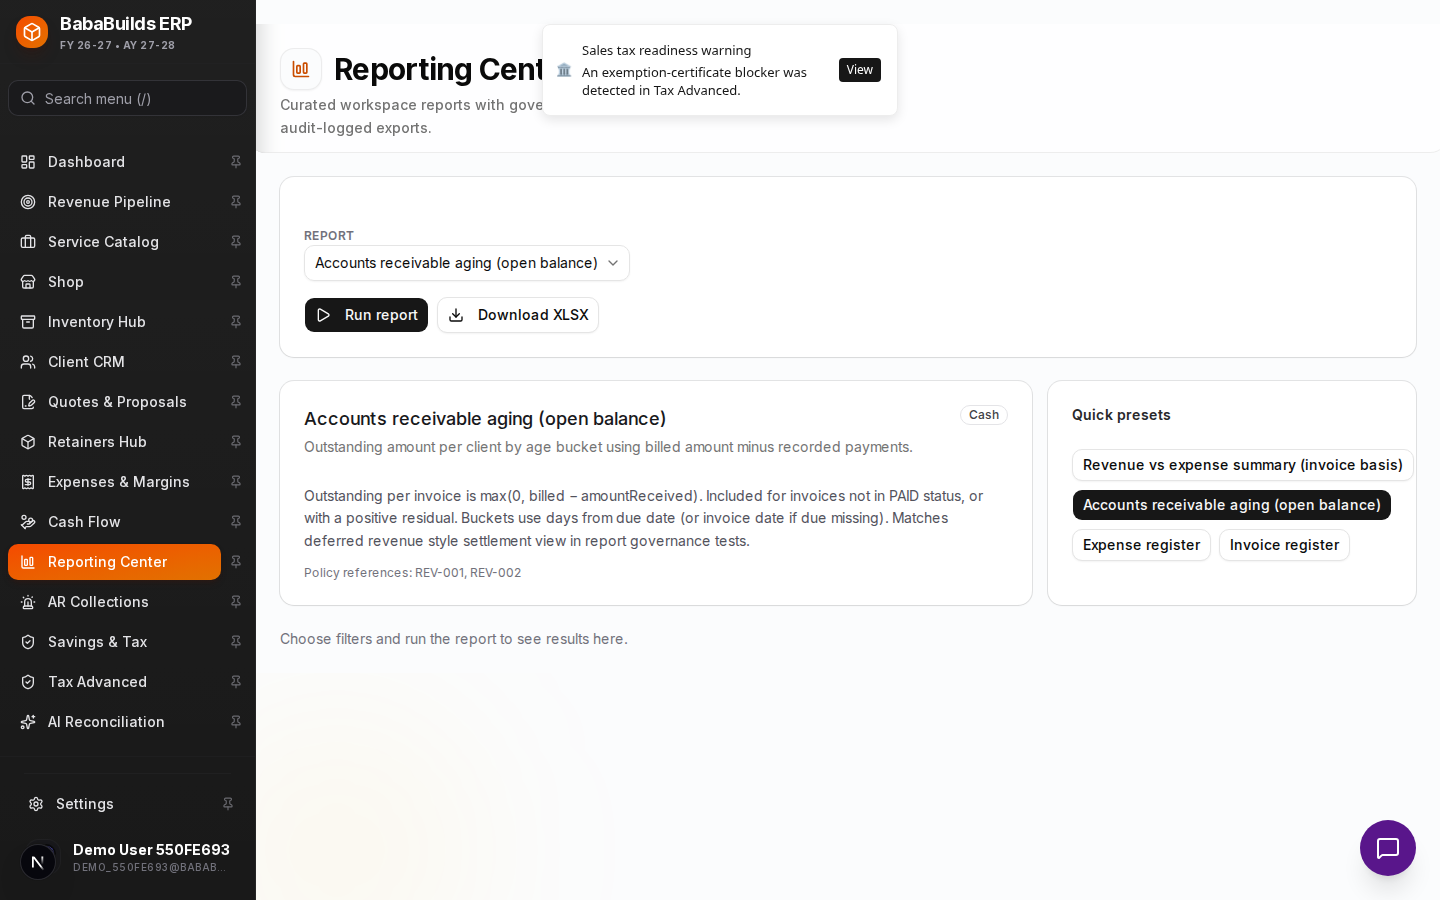 BabaBuilds ERP
FY 26-27 • AY 27-28
Search menu (/)
Dashboard
Revenue Pipeline
Service Catalog
Shop
Inventory Hub
Client CRM
Quotes & Proposals
Retainers Hub
Expenses & Margins
Cash Flow
Reporting Center
AR Collections
Savings & Tax
Tax Advanced
AI Reconciliation
Settings
Demo User 550FE693
DEMO_550FE693@BABAB...
Reporting Cent
Curated workspace reports with gove
audit-logged exports.
Sales tax readiness warning
An exemption-certificate blocker was
detected in Tax Advanced.
View
REPORT
Accounts receivable aging (open balance)
Run report
Download XLSX
Accounts receivable aging (open balance)
Cash
Outstanding amount per client by age bucket using billed amount minus recorded payments.
Outstanding per invoice is max(0, billed − amountReceived). Included for invoices not in PAID status, or
with a positive residual. Buckets use days from due date (or invoice date if due missing). Matches
deferred revenue style settlement view in report governance tests.
Policy references: REV-001, REV-002
Quick presets
Revenue vs expense summary (invoice basis)
Accounts receivable aging (open balance)
Expense register
Invoice register
Choose filters and run the report to see results here.